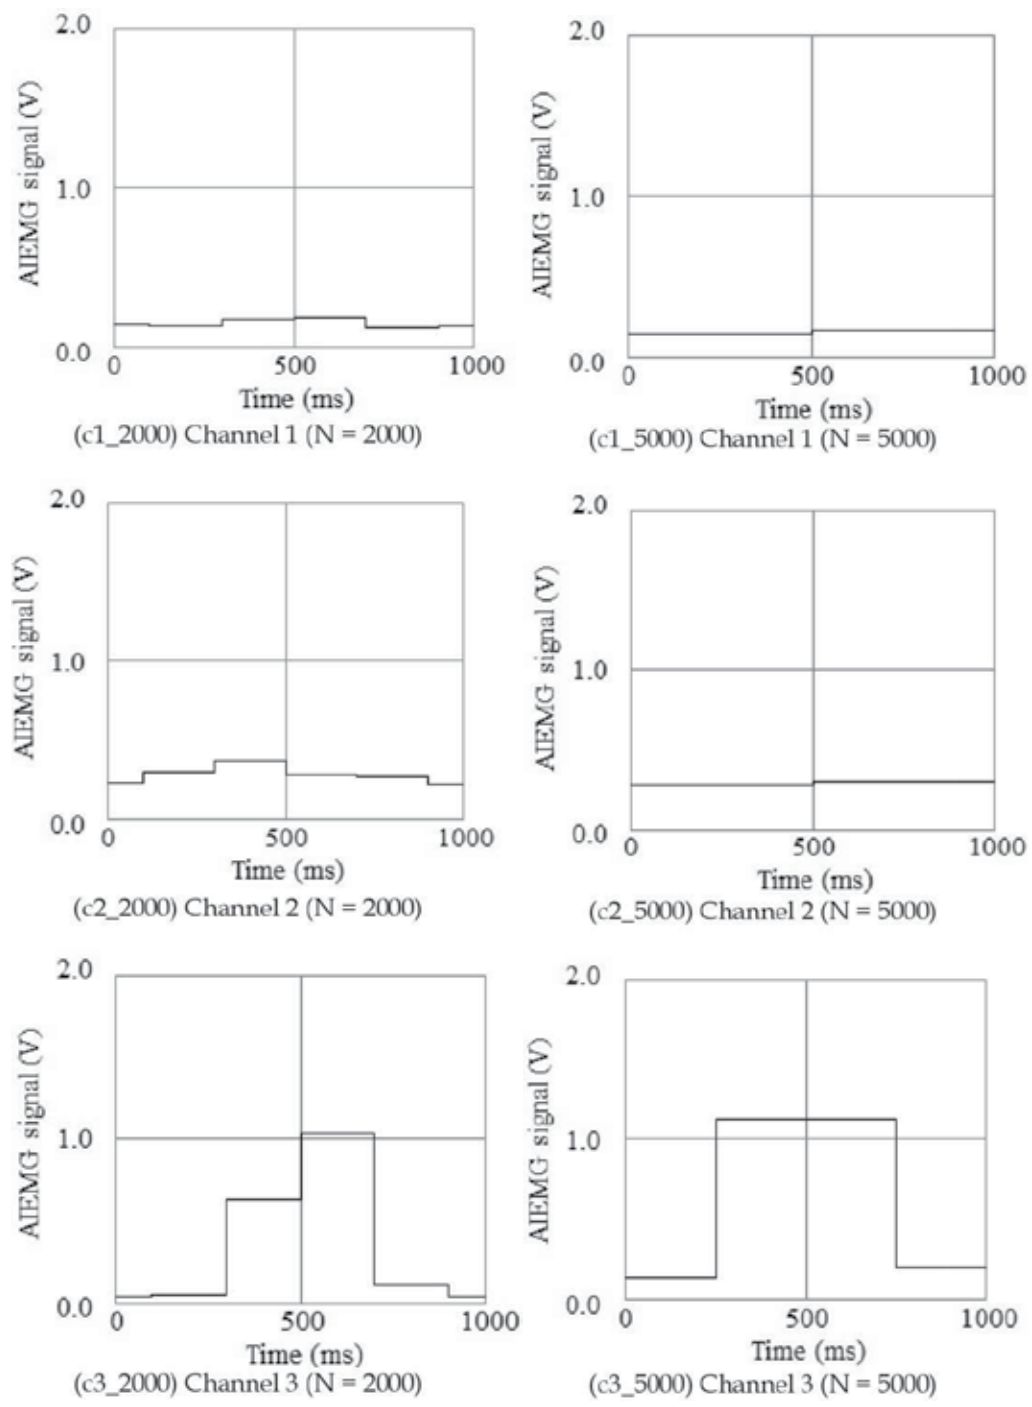 2.0
AIEMG signal (V)
1.0
0.0
0 500 1000
Time (ms)
(c1_2000) Channel 1 (N = 2000)
2.0
AIEMG signal (V)
1.0
0.0
0 500 1000
Time (ms)
(c1_5000) Channel 1 (N = 5000)
2.0
AIEMG signal (V)
1.0
0.0
0 500 1000
Time (ms)
(c2_2000) Channel 2 (N = 2000)
2.0
AIEMG signal (V)
1.0
0.0
0 500 1000
Time (ms)
(c2_5000) Channel 2 (N = 5000)
2.0
AIEMG signal (V)
1.0
0.0
0 500 1000
Time (ms)
(c3_2000) Channel 3 (N = 2000)
2.0
AIEMG signal (V)
1.0
0.0
0 500 1000
Time (ms)
(c3_5000) Channel 3 (N = 5000)